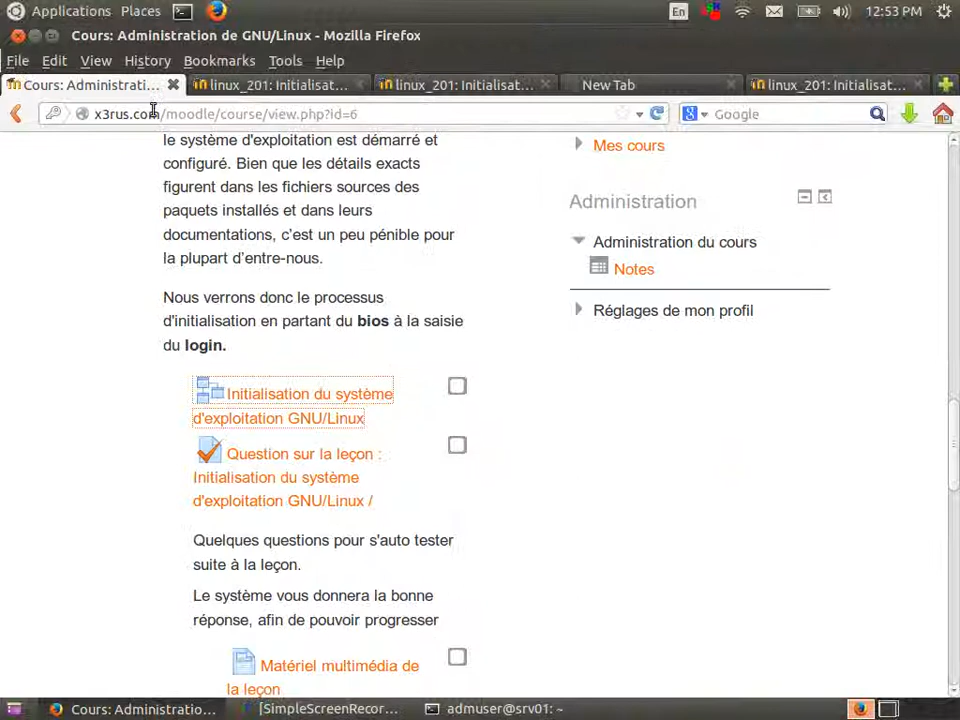 Applications Places En 12:53 PM
Cours: Administration de GNU/Linux - Mozilla Firefox
File Edit View History Bookmarks Tools Help
Cours: Administrati... linux_201: Initialisat... linux_201: Initialisat... New Tab linux_201: Initialisat...
x3rus.com/moodle/course/view.php?id=6 Google
le système d'exploitation est démarré et
configuré. Bien que les détails exacts
figurent dans les fichiers sources des
paquets installés et dans leurs
documentations, c'est un peu pénible pour
la plupart d'entre-nous.
Nous verrons donc le processus
d'initialisation en partant du bios à la saisie
du login.
Initialisation du système
d'exploitation GNU/Linux
Question sur la leçon :
Initialisation du système
d'exploitation GNU/Linux /
Quelques questions pour s'auto tester
suite à la leçon.
Le système vous donnera la bonne
réponse, afin de pouvoir progresser
Matériel multimédia de
la leçon
Mes cours
Administration
Administration du cours
Notes
Réglages de mon profil
Cours: Administratio... [SimpleScreenRecor... admuser@srv01: ~